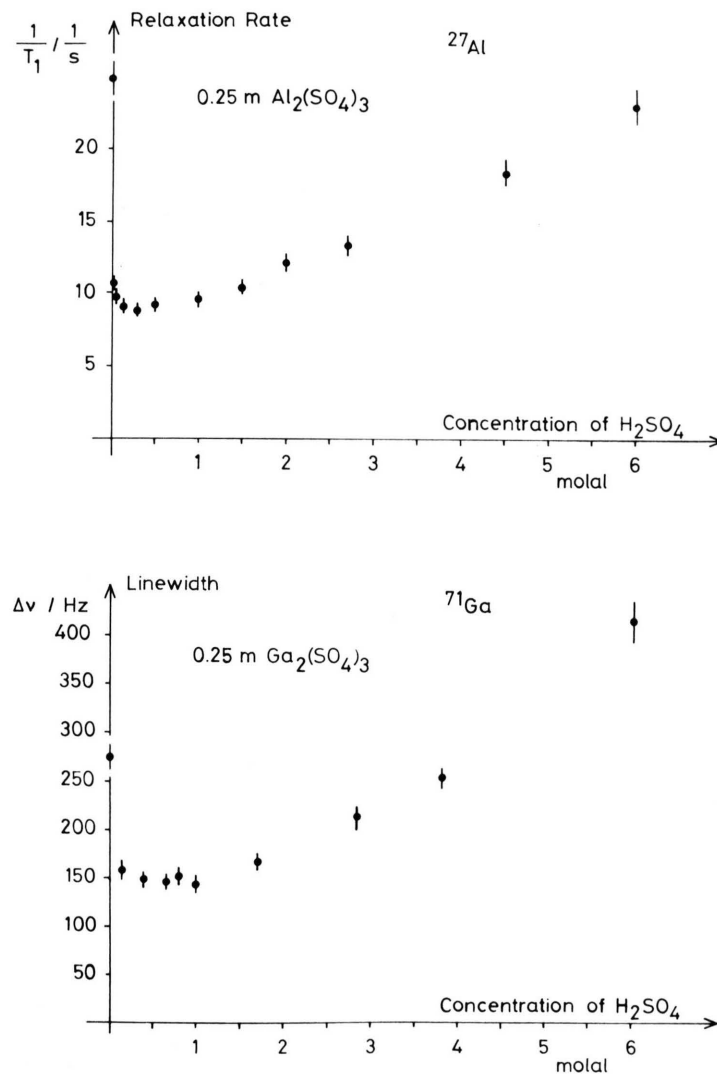 Relaxation Rate
1/T₁ / 1/s
²⁷Al
0.25 m Al₂(SO₄)₃
20
15
10
5
Concentration of H₂SO₄
1 2 3 4 5 6
molal
Linewidth
Δν / Hz
⁷¹Ga
0.25 m Ga₂(SO₄)₃
400
350
300
250
200
150
100
50
Concentration of H₂SO₄
1 2 3 4 5 6
molal